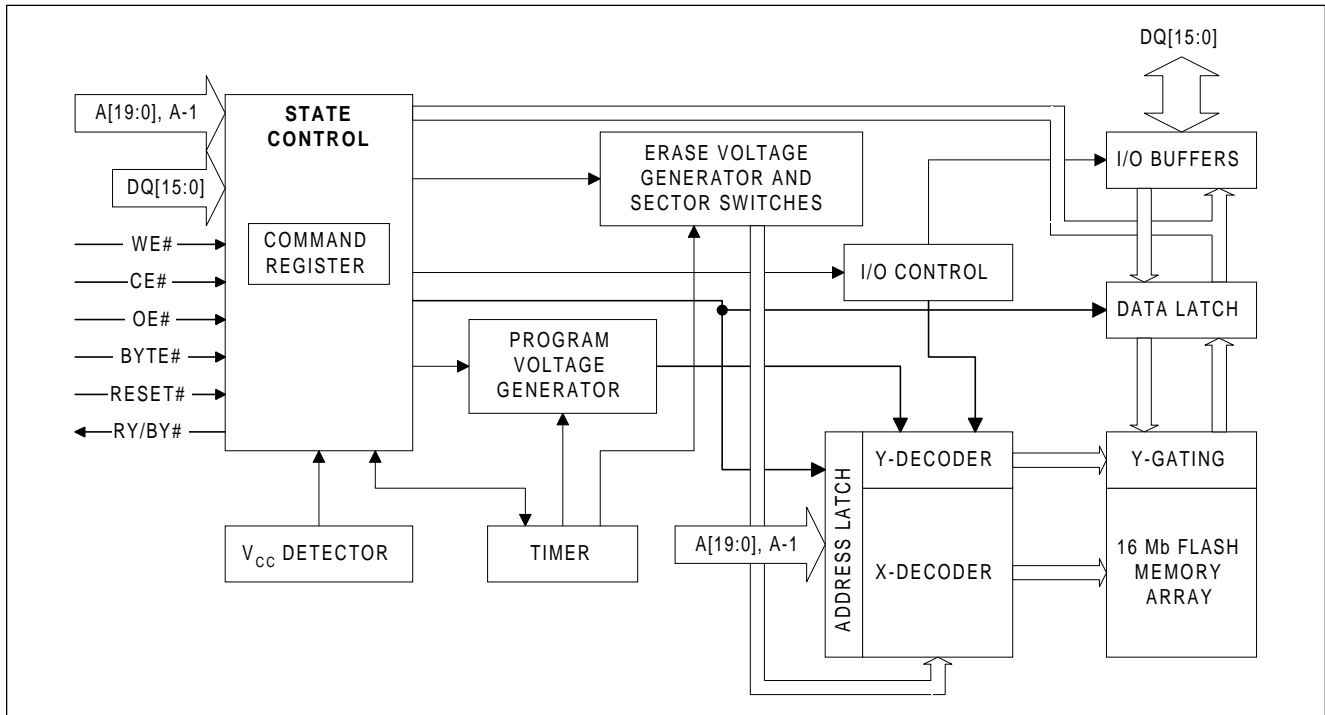 DQ[15:0]
A[19:0], A-1
STATE
CONTROL
DQ[15:0]
COMMAND
REGISTER
WE#
CE#
OE#
BYTE#
RESET#
RY/BY#
ERASE VOLTAGE
GENERATOR AND
SECTOR SWITCHES
I/O BUFFERS
I/O CONTROL
DATA LATCH
PROGRAM
VOLTAGE
GENERATOR
VCC DETECTOR
TIMER
A[19:0], A-1
ADDRESS LATCH
Y-DECODER
X-DECODER
Y-GATING
16 Mb FLASH
MEMORY
ARRAY